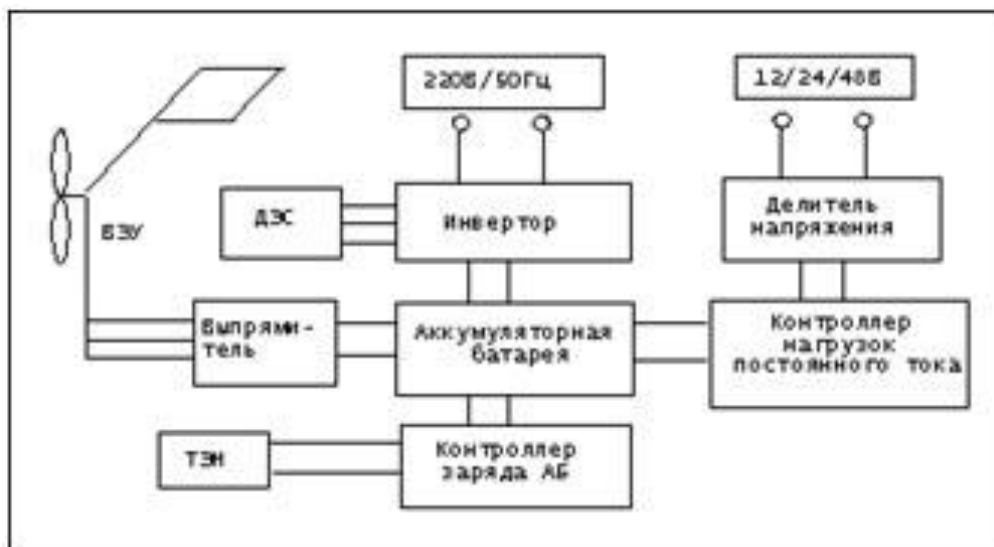 220В/50Гц
12/24/48В
ДЭС
Инвертор
Делитель
напряжения
ВЭУ
Выпрями-
тель
Аккумуляторная
батарея
Контроллер
нагрузок
постоянного тока
ТЭН
Контроллер
заряда АБ